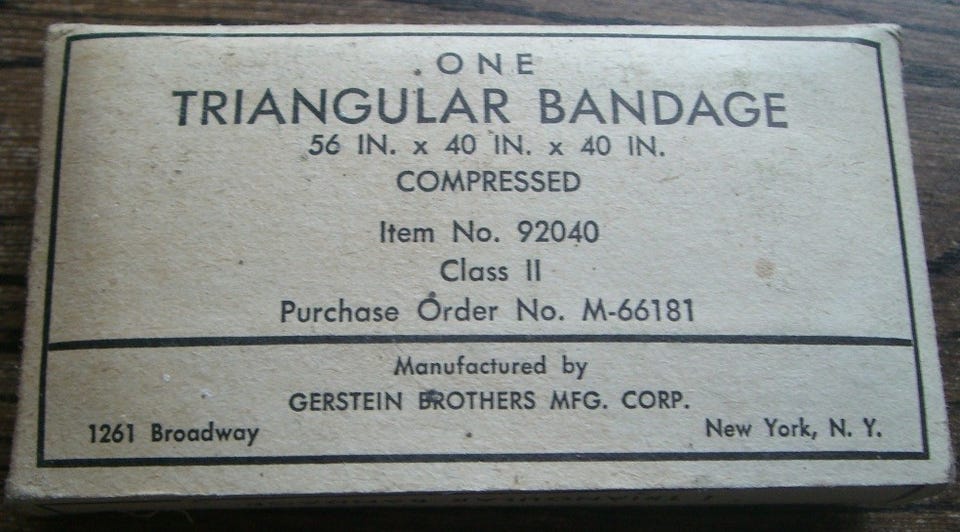 ONE
TRIANGULAR BANDAGE
56 IN. x 40 IN. x 40 IN.
COMPRESSED
Item No. 92040
Class II
Purchase Order No. M-66181
Manufactured by
GERSTEIN BROTHERS MFG. CORP.
1261 Broadway New York, N. Y.